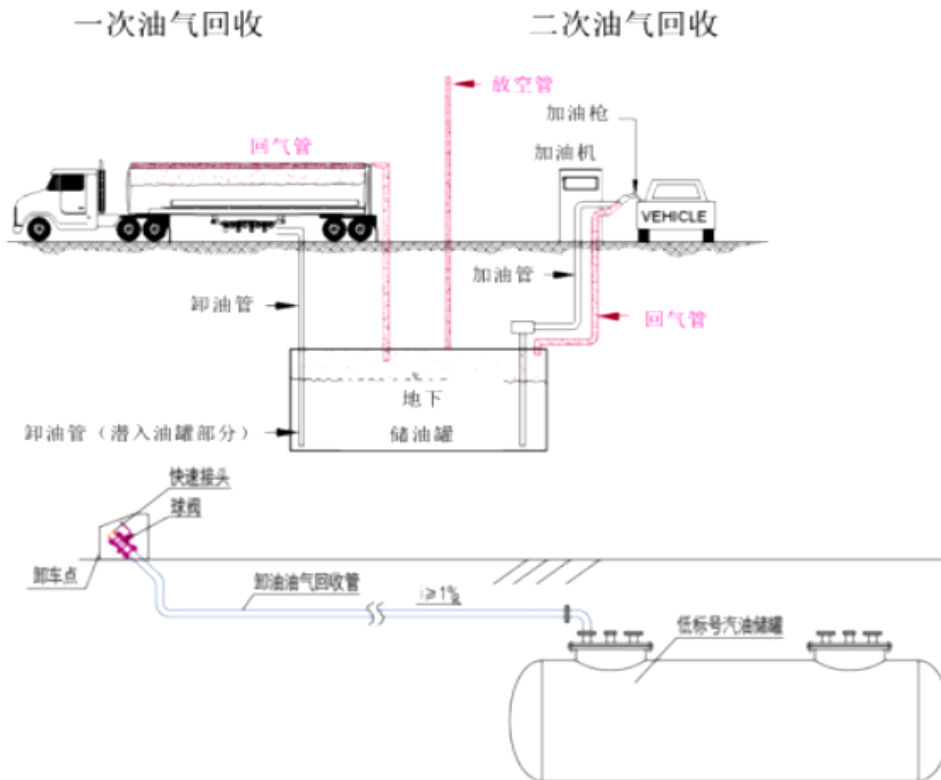 一次油气回收
二次油气回收
放空管
加油枪
回气管
加油机
VEHICLE
卸油管
加油管
回气管
地下
储油罐
卸油管（潜入油罐部分）
快速接头
球阀
卸车点
卸油油气回收管
i≥1%
低标号汽油储罐